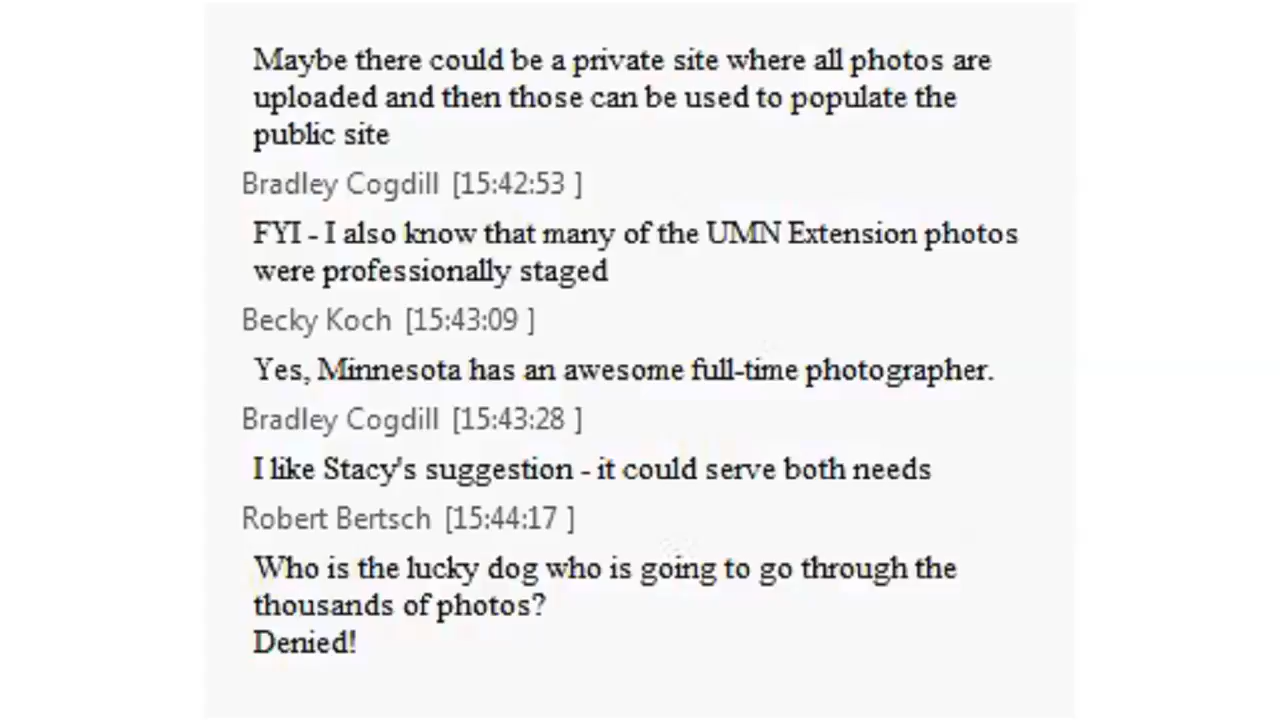 Maybe there could be a private site where all photos are
uploaded and then those can be used to populate the
public site
Bradley Cogdill [15:42:53 ]
FYI - I also know that many of the UMN Extension photos
were professionally staged
Becky Koch [15:43:09 ]
Yes, Minnesota has an awesome full-time photographer.
Bradley Cogdill [15:43:28 ]
I like Stacy's suggestion - it could serve both needs
Robert Bertsch [15:44:17 ]
Who is the lucky dog who is going to go through the
thousands of photos?
Denied!